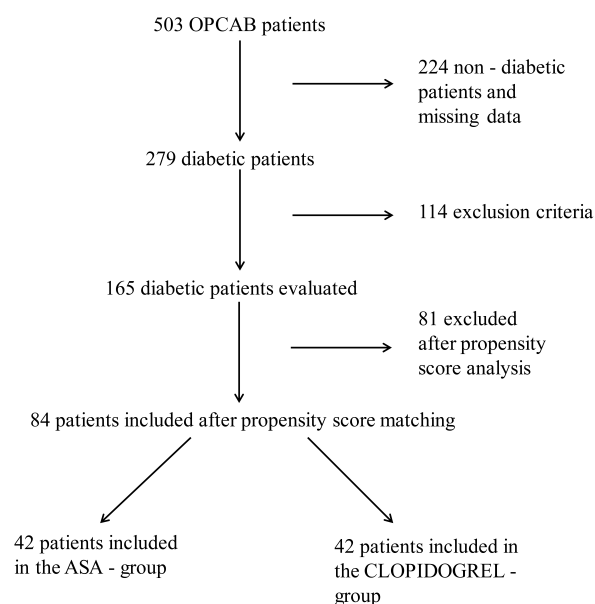 503 OPCAB patients
224 non - diabetic
patients and
missing data
279 diabetic patients
114 exclusion criteria
165 diabetic patients evaluated
81 excluded
after propensity
score analysis
84 patients included after propensity score matching
42 patients included
in the ASA - group
42 patients included in
the CLOPIDOGREL -
group